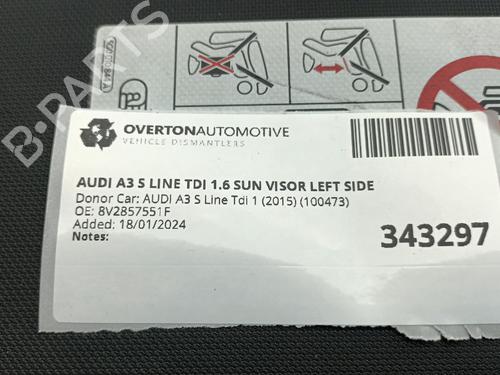 B-PARTS
OVERTONAUTOMOTIVE
VEHICLE DISMANTLERS
AUDI A3 S LINE TDI 1.6 SUN VISOR LEFT SIDE
Donor Car: AUDI A3 S Line Tdi 1 (2015) (100473)
OE: 8V2857551F
Added: 18/01/2024
Notes:
343297